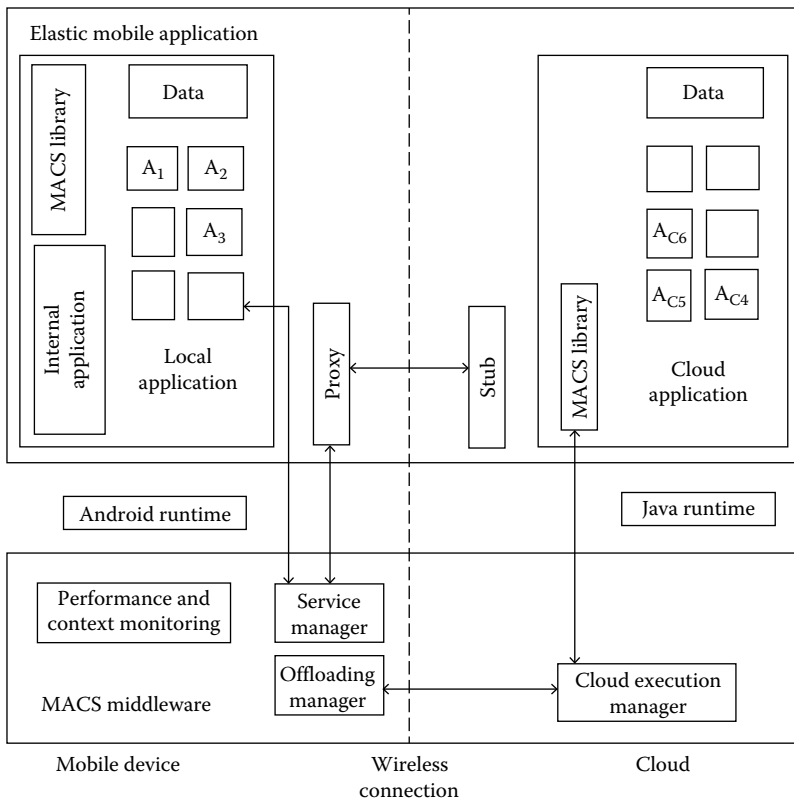 Elastic mobile application
MACS library
Data
A1
A2
A3
Internal
application
Local
application
Proxy
Stub
MACS library
Data
AC6
AC5
AC4
Cloud
application
Android runtime
Java runtime
Performance and
context monitoring
Service
manager
Offloading
manager
MACS middleware
Cloud execution
manager
Mobile device
Wireless
connection
Cloud